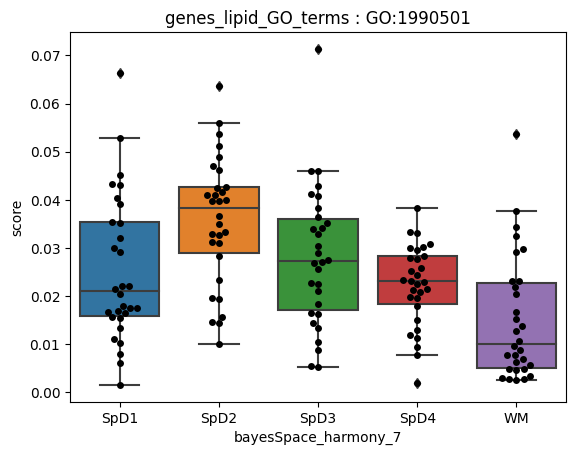 genes_lipid_GO_terms : GO:1990501
0.07
0.06
0.05
0.04
0.03
0.02
0.01
0.00
score
SpD1 SpD2 SpD3 SpD4 WM
bayesSpace_harmony_7